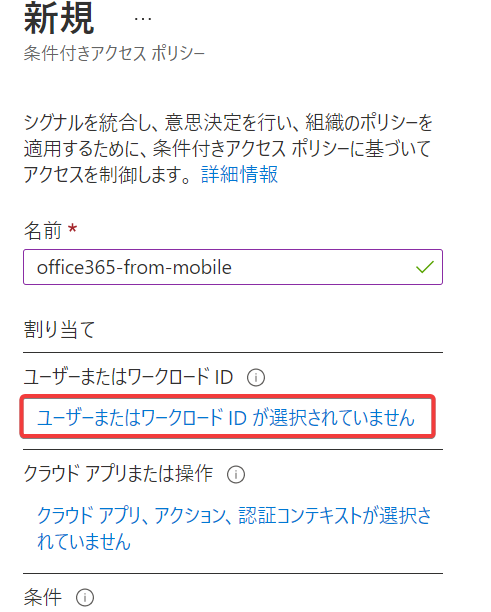 新規 …
条件付きアクセス ポリシー
シグナルを統合し、意思決定を行い、組織のポリシーを
適用するために、条件付きアクセス ポリシーに基づいて
アクセスを制御します。 詳細情報
名前 *
office365-from-mobile
割り当て
ユーザーまたはワークロード ID
ユーザーまたはワークロード ID が選択されていません
クラウド アプリまたは操作
クラウド アプリ、アクション、認証コンテキストが選択さ
れていません
条件